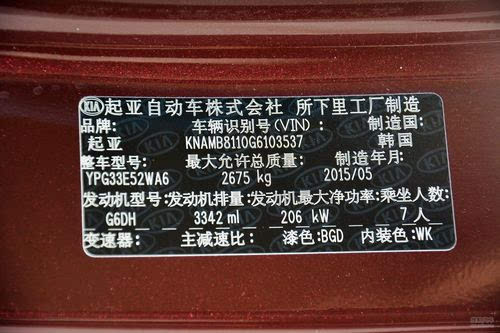 KIA 起亚自动车株式会社 所下里工厂制造
品牌: 车辆识别号(VIN): 制造国:
起亚 KNAMB8110G6103537 韩国
整车型号: 最大允许总质量: 制造年月:
YPG33E52WA6 2675 kg 2015/05
发动机型号: 发动机排量: 发动机最大净功率: 乘坐人数:
G6DH 3342 ml 206 kW 7人
变速器: 主减速比: 漆色:BGD 内装色:WK